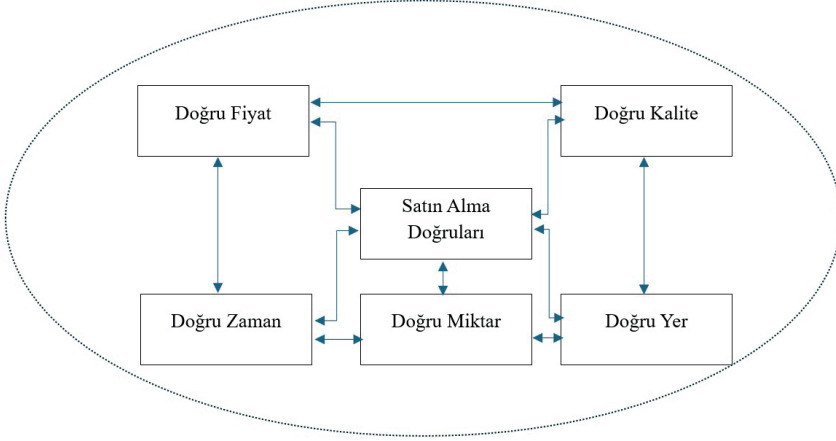 Doğru Fiyat
Doğru Kalite
Satın Alma
Doğruları
Doğru Zaman
Doğru Miktar
Doğru Yer